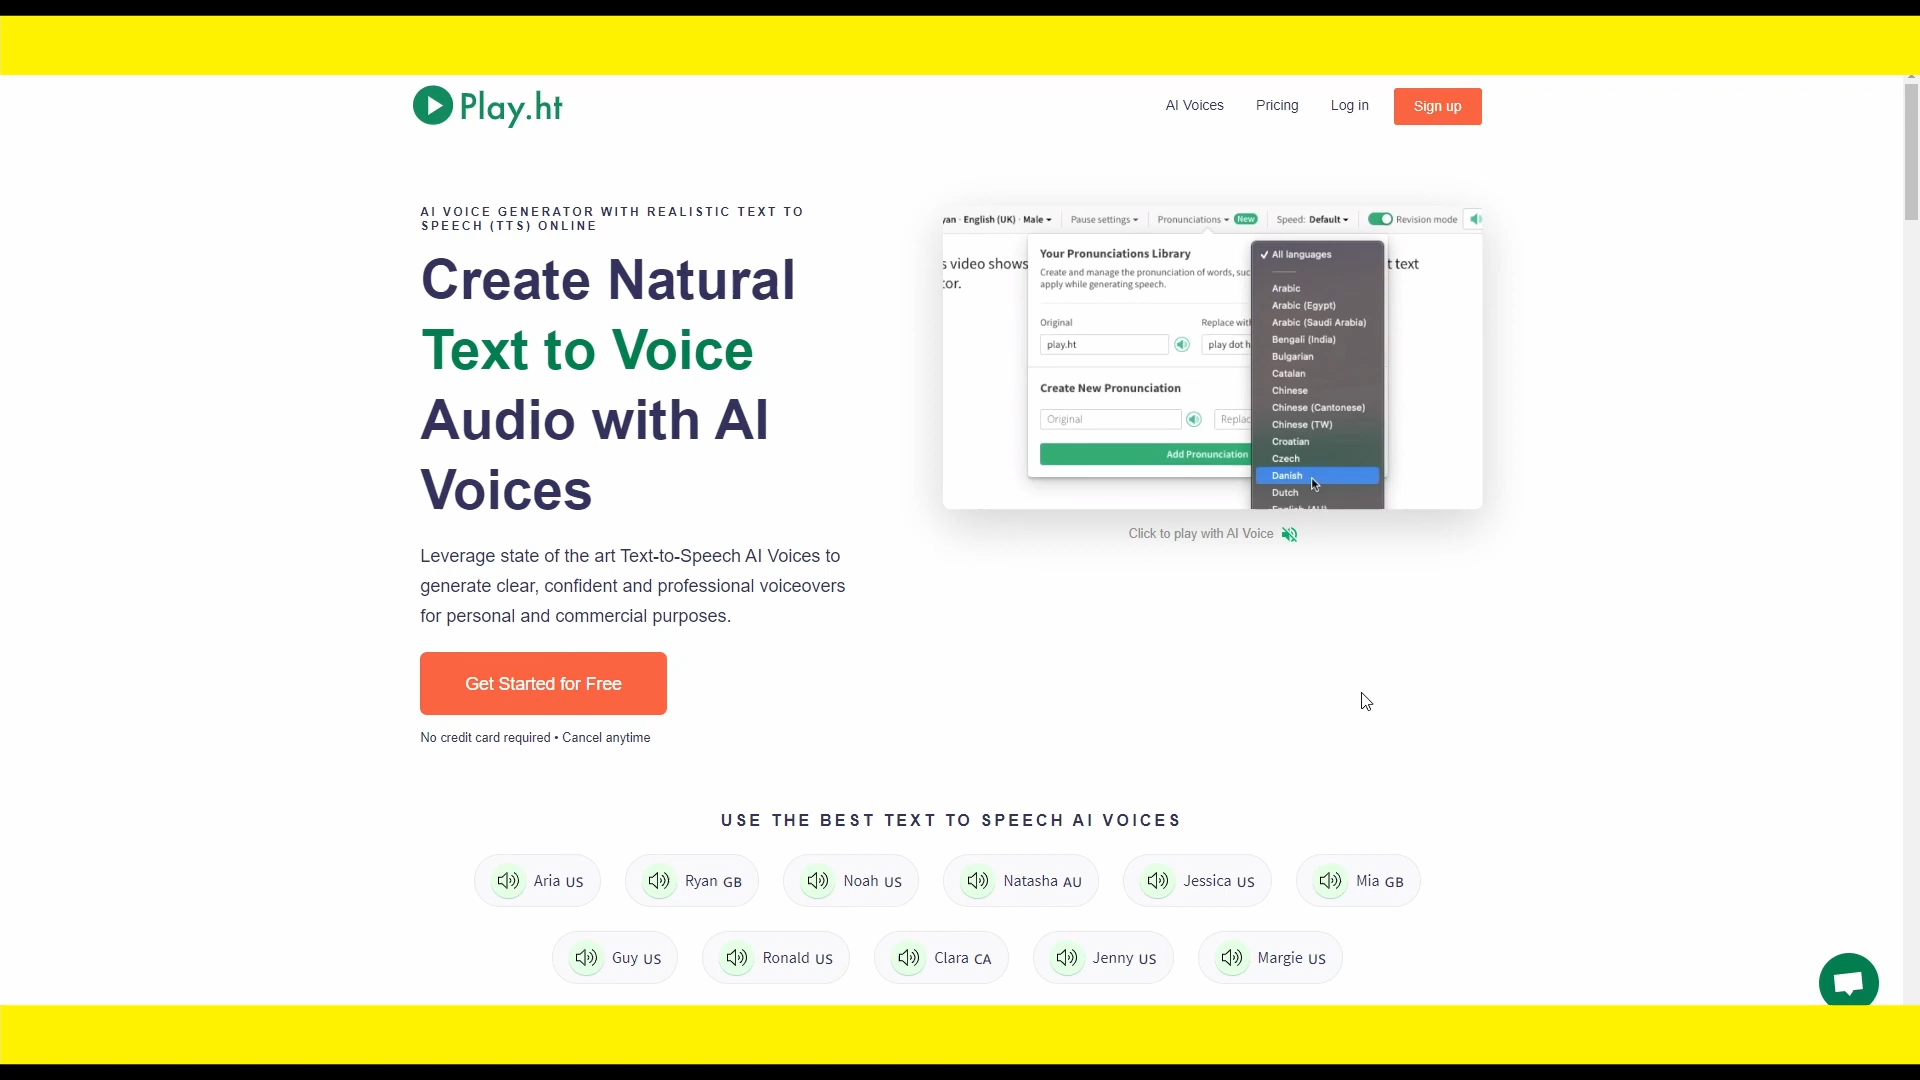 Play.ht
AI Voices
Pricing
Log in
Sign up
AI VOICE GENERATOR WITH REALISTIC TEXT TO
SPEECH (TTS) ONLINE
Create Natural
Text to Voice
Audio with AI
Voices
Leverage state of the art Text-to-Speech AI Voices to
generate clear, confident and professional voiceovers
for personal and commercial purposes.
Get Started for Free
No credit card required • Cancel anytime
English (UK) · Male
Pause settings
Pronunciations
New
Speed: Default
Revision mode
s video shows
t text
Your Pronunciations Library
Create and manage the pronunciation of words,
apply while generating speech.
Original
Replace
play.ht
play dot
Create New Pronunciation
Original
Add Pronunciation
✓ All languages
Arabic
Arabic (Egypt)
Arabic (Saudi Arabia)
Bengali (India)
Bulgarian
Catalan
Chinese
Chinese (Cantonese)
Chinese (TW)
Croatian
Czech
Danish
Dutch
Click to play with AI Voice
USE THE BEST TEXT TO SPEECH AI VOICES
Aria US
Ryan GB
Noah US
Natasha AU
Jessica US
Mia GB
Guy US
Ronald US
Clara CA
Jenny US
Margie US